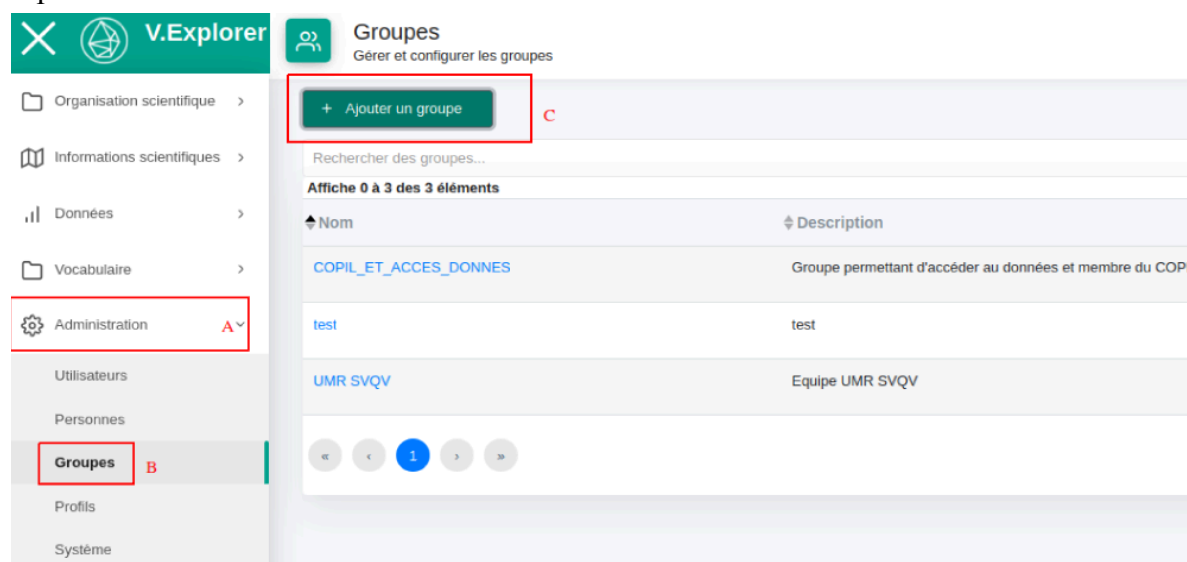 V.Explorer
Groupes
Gérer et configurer les groupes
Organisation scientifique
Informations scientifiques
Données
Vocabulaire
Administration A
Utilisateurs
Personnes
Groupes B
Profils
Système
+ Ajouter un groupe C
Rechercher des groupes...
Affiche 0 à 3 des 3 éléments
Nom Description
COPIL_ET_ACCES_DONNES Groupe permettant d'accéder au données et membre du COP
test test
UMR SVQV Equipe UMR SVQV
« ‹ 1 › »